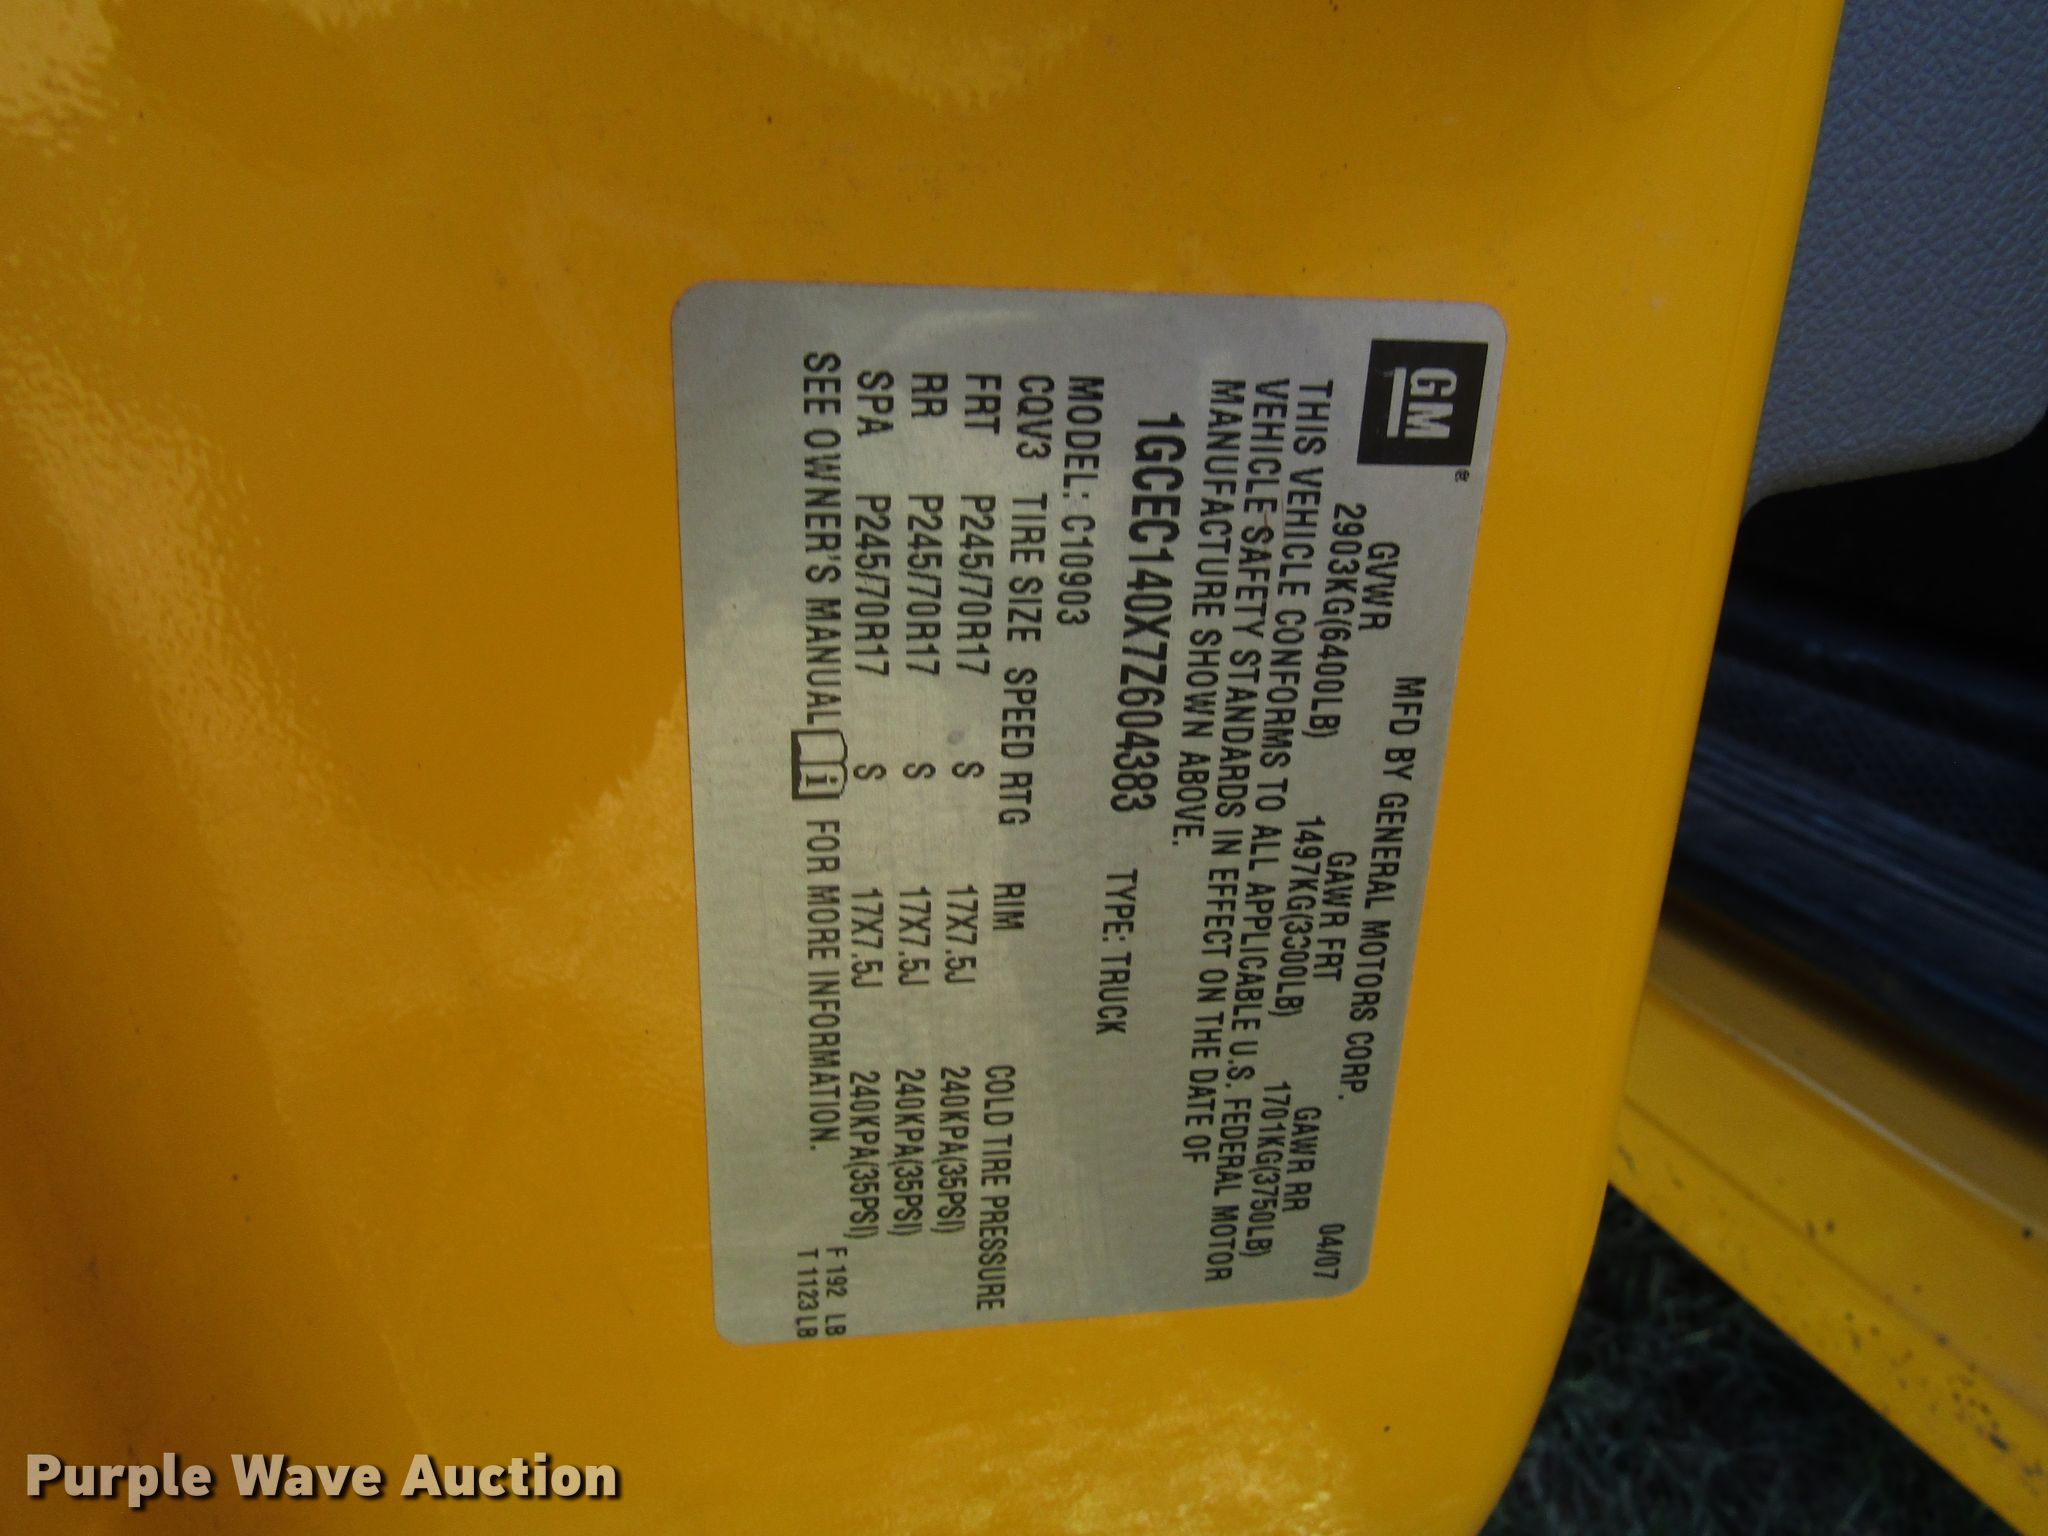 GM ®
MFD BY GENERAL MOTORS CORP. 04/07
GVWR GAWR FRT GAWR RR
2903KG(6400LB) 1497KG(3300LB) 1701KG(3750LB)
THIS VEHICLE CONFORMS TO ALL APPLICABLE U.S. FEDERAL MOTOR
VEHICLE SAFETY STANDARDS IN EFFECT ON THE DATE OF
MANUFACTURE SHOWN ABOVE.
1GCEC140X7Z604383 TYPE: TRUCK
MODEL: C10903
CQV3 TIRE SIZE SPEED RTG RIM COLD TIRE PRESSURE
FRT P245/70R17 S 17X7.5J 240KPA(35PSI)
RR P245/70R17 S 17X7.5J 240KPA(35PSI)
SPA P245/70R17 S 17X7.5J 240KPA(35PSI)
SEE OWNER'S MANUAL i FOR MORE INFORMATION.
F 192 LB
T 1123 LB
Purple Wave Auction